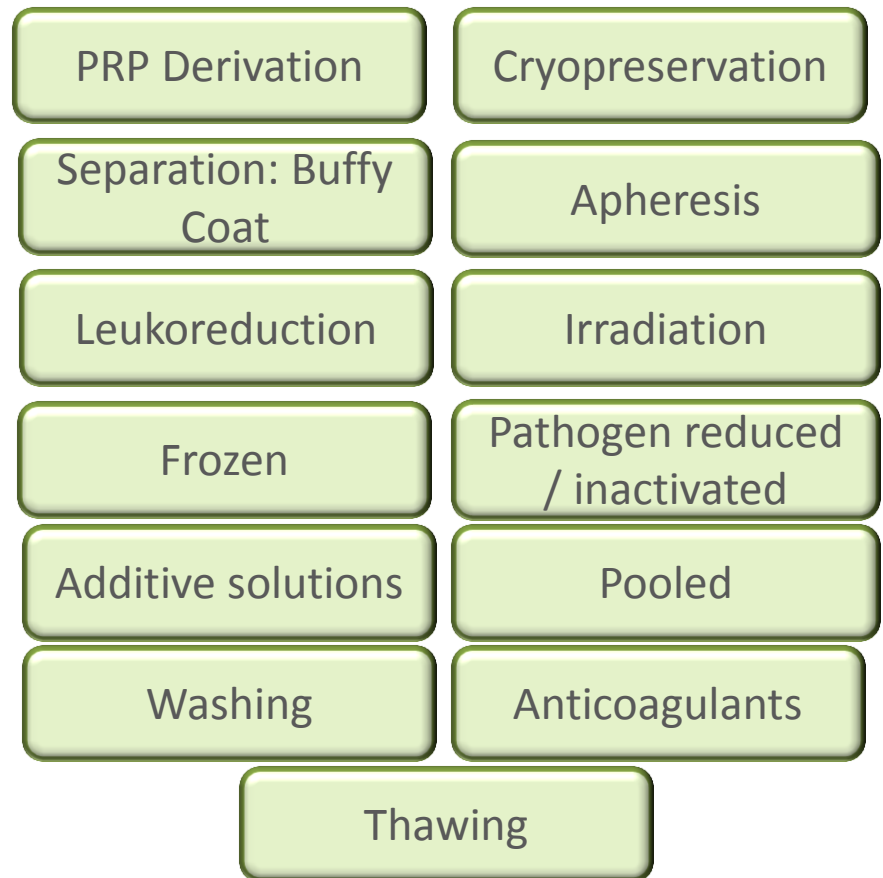 PRP Derivation
Cryopreservation
Separation: Buffy
Coat
Apheresis
Leukoreduction
Irradiation
Frozen
Pathogen reduced
/ inactivated
Additive solutions
Pooled
Washing
Anticoagulants
Thawing